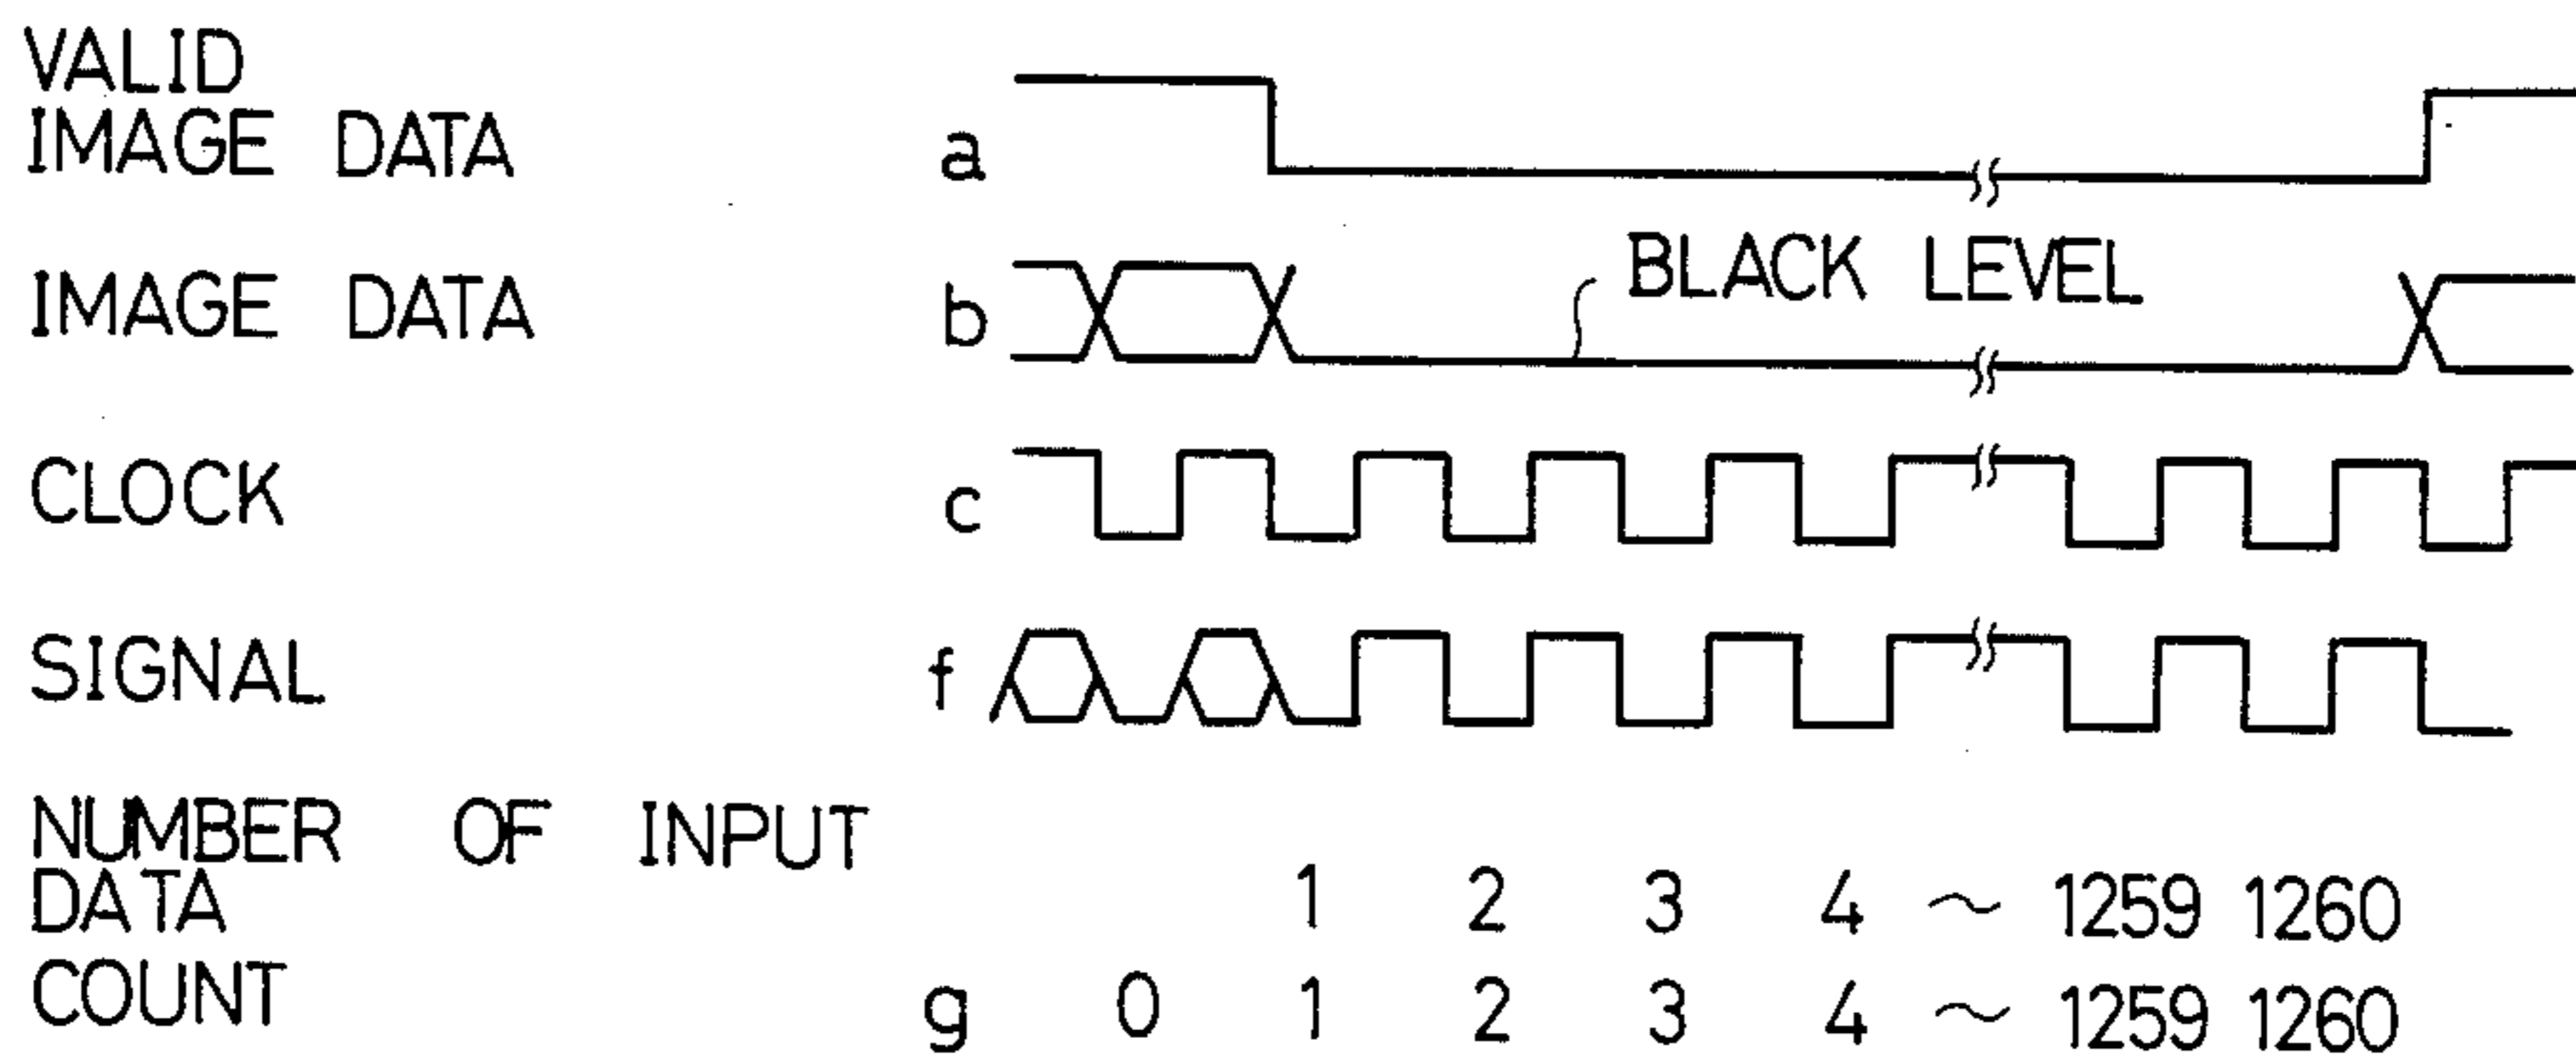 VALID
IMAGE DATA a
IMAGE DATA b BLACK LEVEL
CLOCK c
SIGNAL f
NUMBER OF INPUT
DATA 1 2 3 4 ~ 1259 1260
COUNT g 0 1 2 3 4 ~ 1259 1260